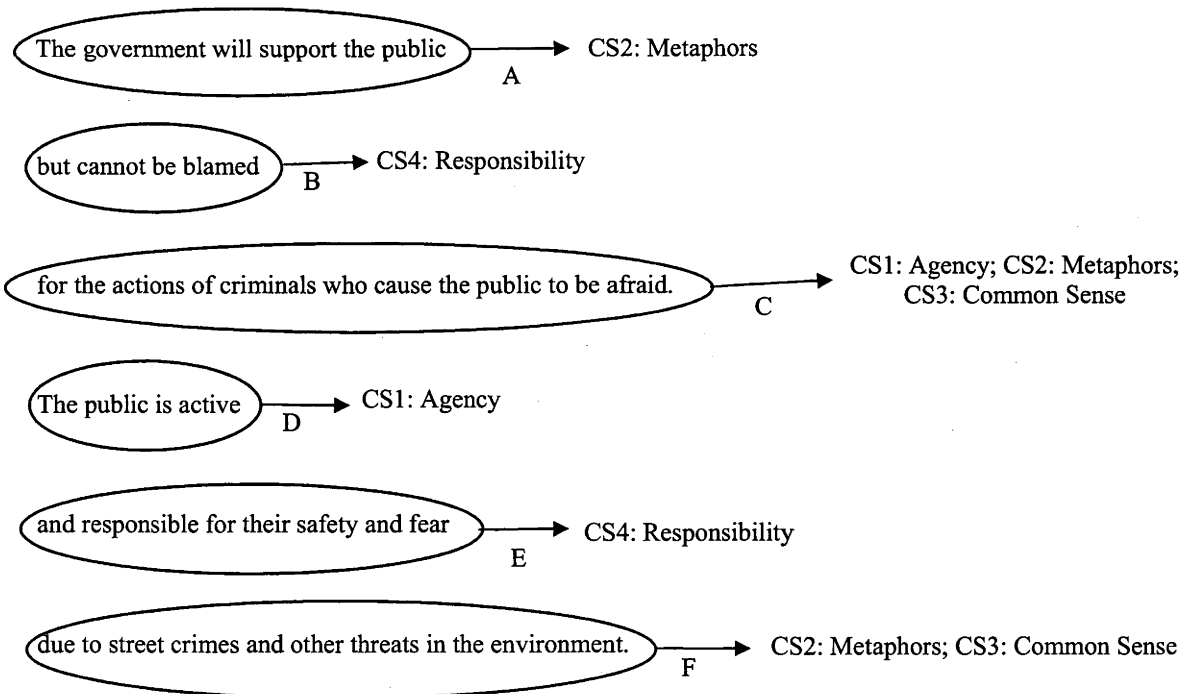 The government will support the public
A
CS2: Metaphors
but cannot be blamed
B
CS4: Responsibility
for the actions of criminals who cause the public to be afraid.
C
CS1: Agency; CS2: Metaphors;
CS3: Common Sense
The public is active
D
CS1: Agency
and responsible for their safety and fear
E
CS4: Responsibility
due to street crimes and other threats in the environment.
F
CS2: Metaphors; CS3: Common Sense